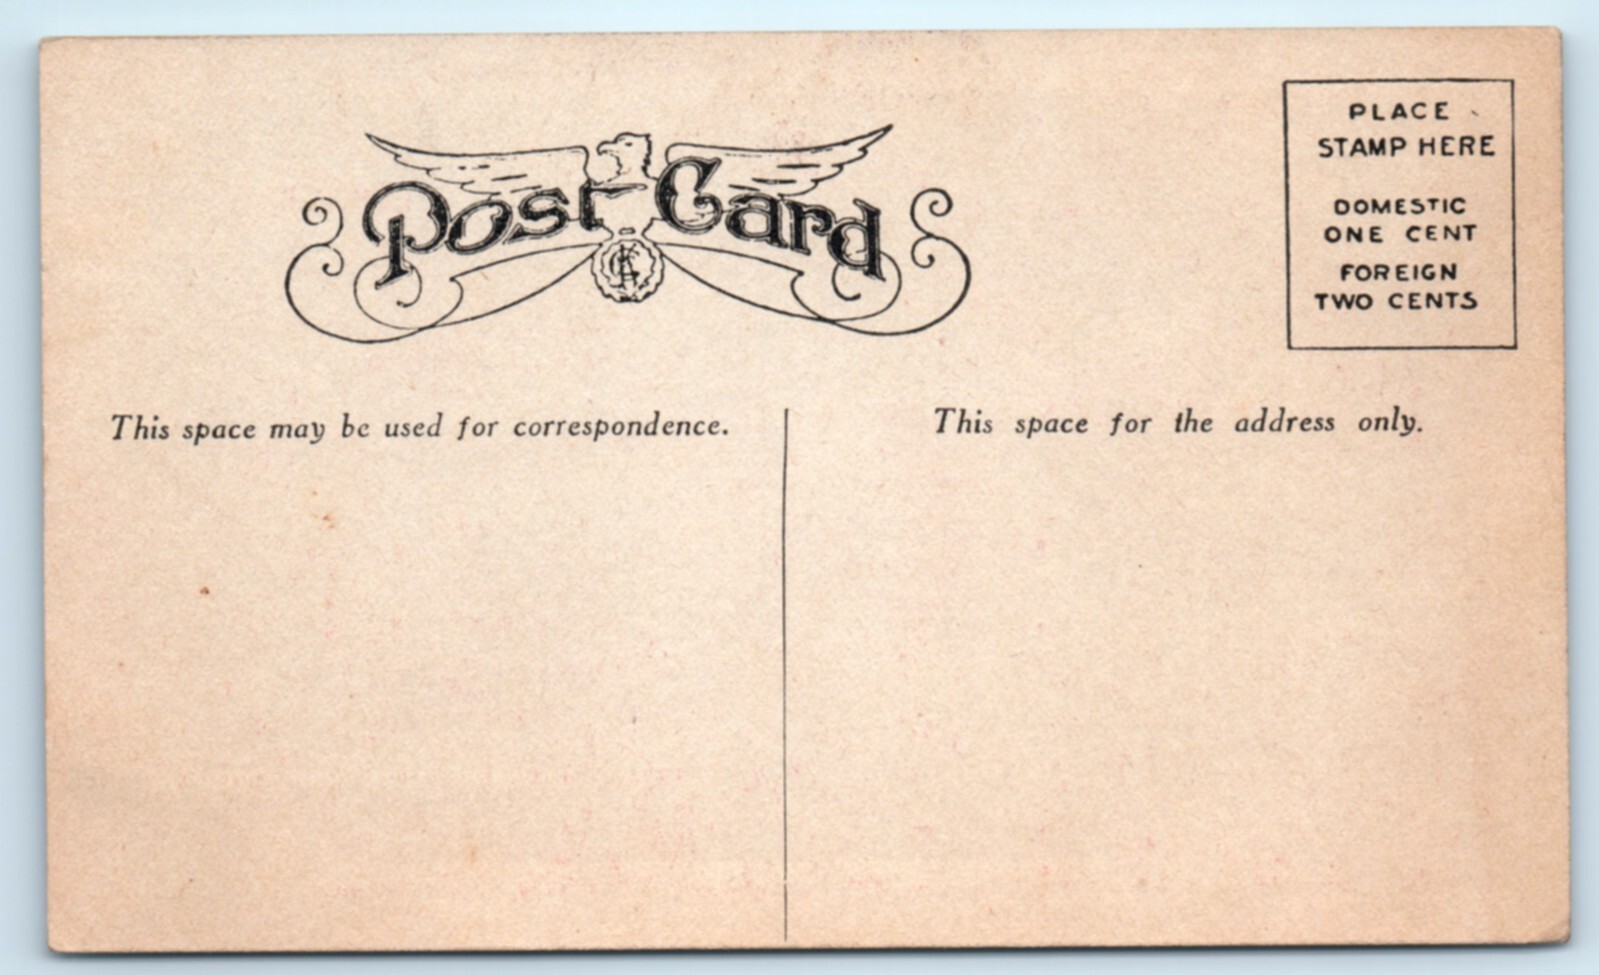 Post Card
PLACE
STAMP HERE
DOMESTIC
ONE CENT
FOREIGN
TWO CENTS
This space may be used for correspondence.
This space for the address only.